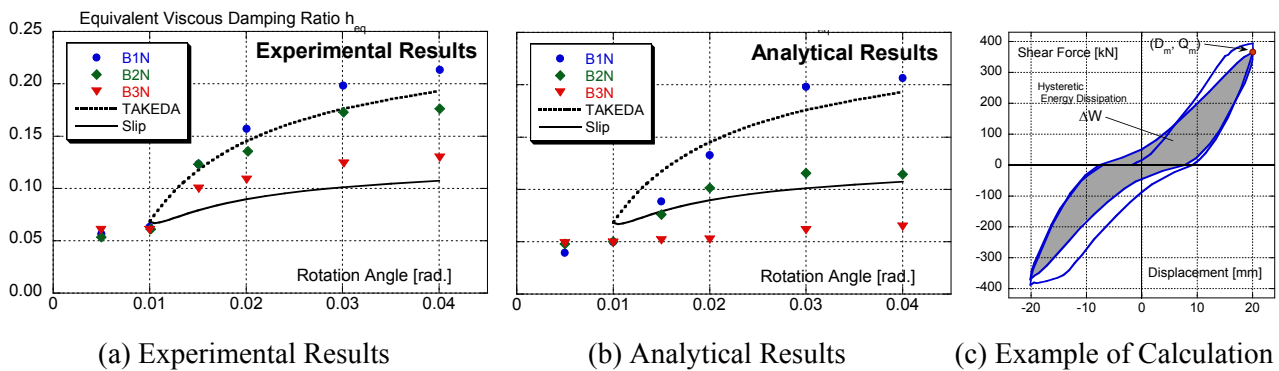 Equivalent Viscous Damping Ratio h eq
0.25
0.20
0.15
0.10
0.05
0.00
B1N
B2N
B3N
TAKEDA
Slip
Experimental Results
Rotation Angle [rad.]
0 0.01 0.02 0.03 0.04
(a) Experimental Results
eq
B1N
B2N
B3N
TAKEDA
Slip
Analytical Results
Rotation Angle [rad.]
0 0.01 0.02 0.03 0.04
(b) Analytical Results
400
300
200
100
0
-100
-200
-300
-400
Shear Force [kN]
(Dm, Qm)
Hysteretic
Energy Dissipation
ΔW
Displacement [mm]
-20 -10 0 10 20
(c) Example of Calculation